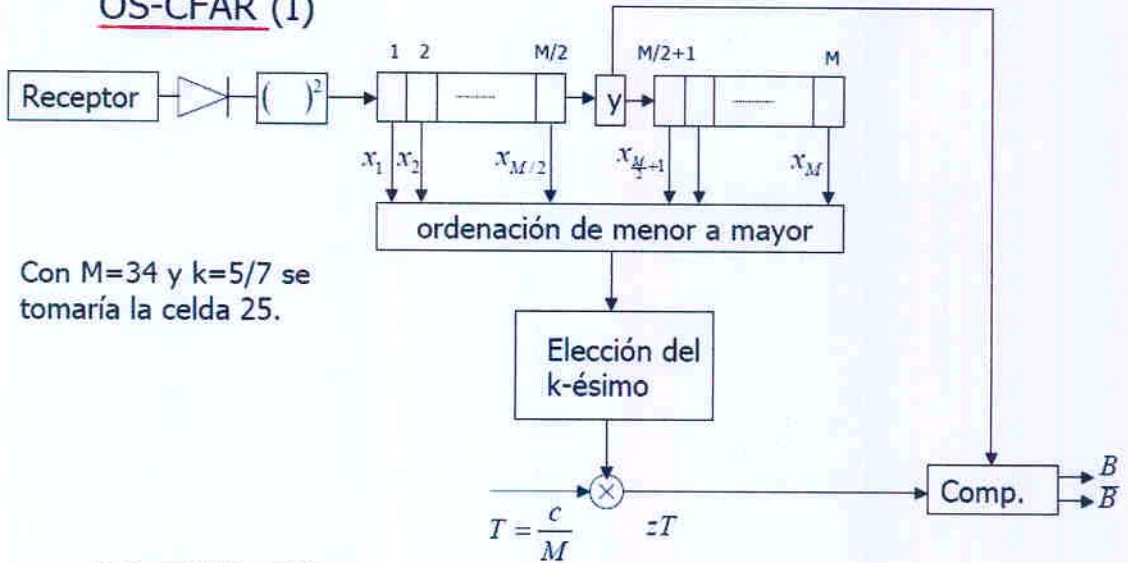 OS-CFAR (I)
1 2 M/2 M/2+1 M
Receptor ( )² y
x₁ x₂ x_{M/2} x_{M/2+1} x_M
ordenación de menor a mayor
Con M=34 y k=5/7 se
tomaría la celda 25.
Elección del
k-ésimo
T = c/M zT
Comp.
B
B̅